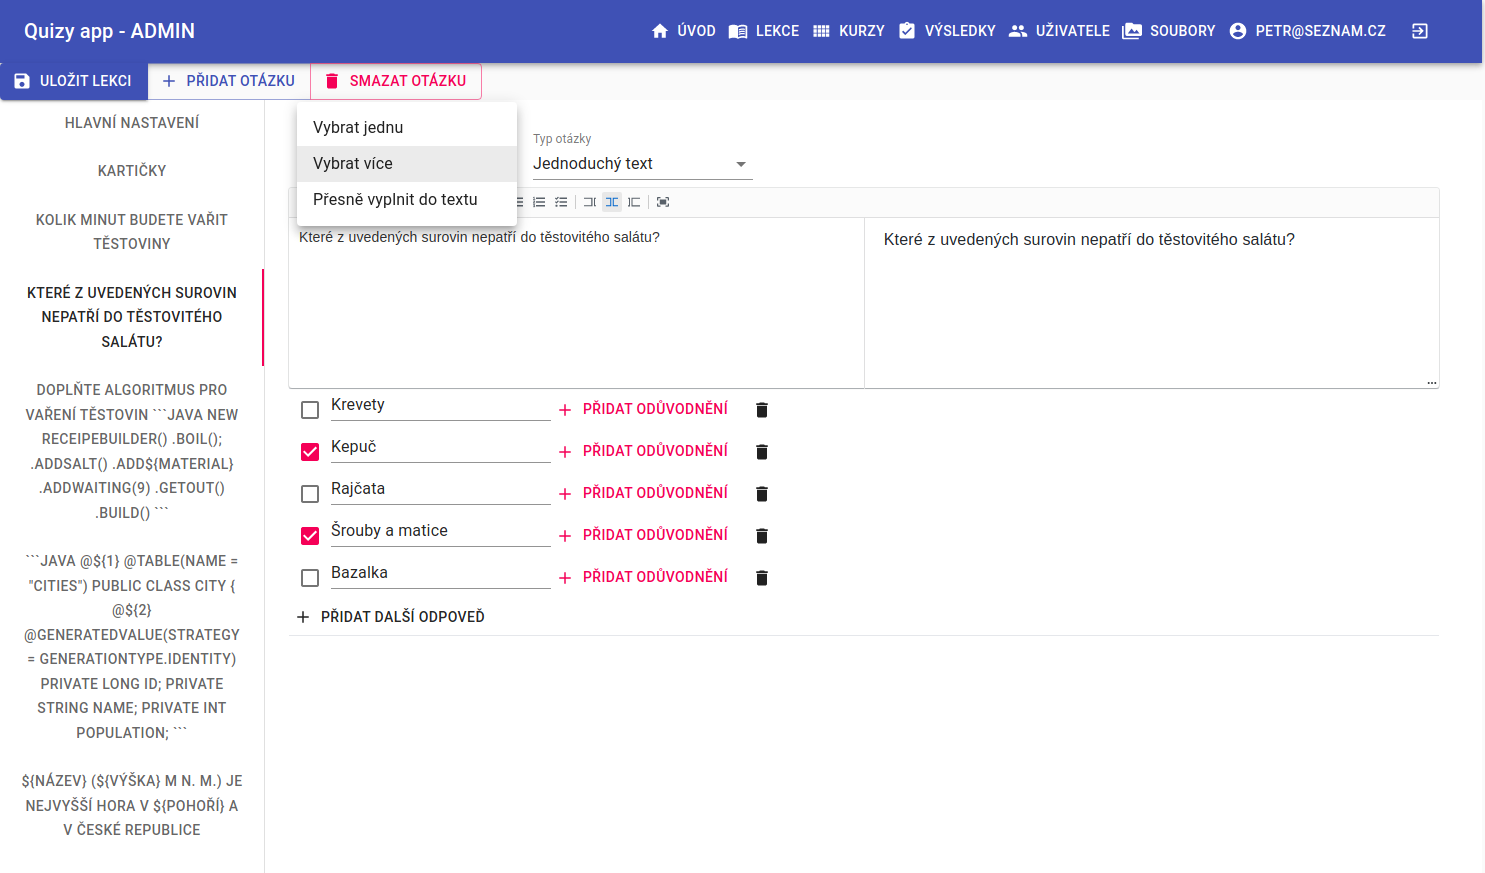 Quizy app - ADMIN
ÚVOD
LEKCE
KURZY
VÝSLEDKY
UŽIVATELE
SOUBORY
PETR@SEZNAM.CZ
ULOŽIT LEKCI
PŘIDAT OTÁZKU
SMAZAT OTÁZKU
HLAVNÍ NASTAVENÍ
KARTIČKY
KOLIK MINUT BUDETE VAŘIT
TĚSTOVINY
KTERÉ Z UVEDENÝCH SUROVIN
NEPATŘÍ DO TĚSTOVITÉHO
SALÁTU?
DOPLŇTE ALGORITMUS PRO
VAŘENÍ TĚSTOVIN ```JAVA NEW
RECEIPEBUILDER() .BOIL();
.ADDSALT() .ADD${MATERIAL}
.ADDWAITING(9) .GETOUT()
.BUILD() ```
```JAVA @${1} @TABLE(NAME =
"CITIES") PUBLIC CLASS CITY {
@${2}
@GENERATEDVALUE(STRATEGY
= GENERATIONTYPE.IDENTITY)
PRIVATE LONG ID; PRIVATE
STRING NAME; PRIVATE INT
POPULATION; ```
${NÁZEV} (${VÝŠKA} M N. M.) JE
NEJVYŠŠÍ HORA V ${POHOŘÍ} A
V ČESKÉ REPUBLICE
Vybrat jednu
Vybrat více
Přesně vyplnit do textu
Typ otázky
Jednoduchý text
Které z uvedených surovin nepatří do těstovitého salátu?
Které z uvedených surovin nepatří do těstovitého salátu?
Krevety
PŘIDAT ODŮVODNĚNÍ
Kepuč
PŘIDAT ODŮVODNĚNÍ
Rajčata
PŘIDAT ODŮVODNĚNÍ
Šrouby a matice
PŘIDAT ODŮVODNĚNÍ
Bazalka
PŘIDAT ODŮVODNĚNÍ
PŘIDAT DALŠÍ ODPOVEĎ